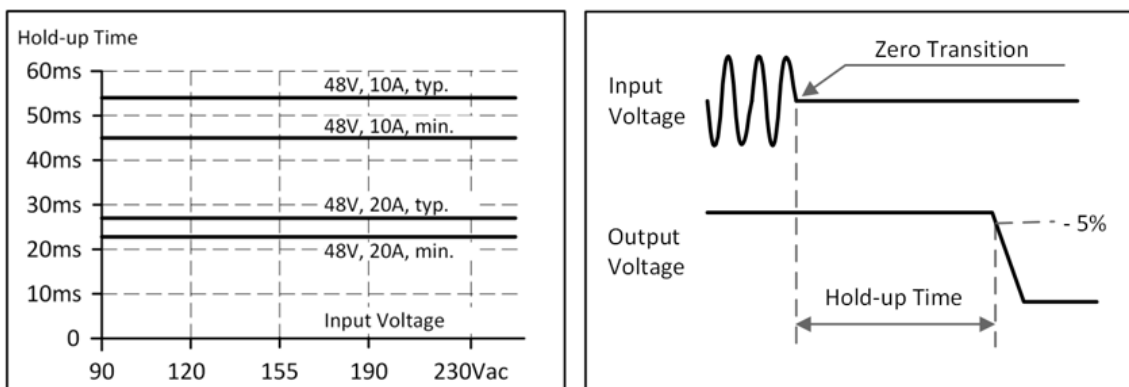 Hold-up Time
60ms
48V, 10A, typ.
50ms
48V, 10A, min.
40ms
30ms
48V, 20A, typ.
20ms
48V, 20A, min.
10ms
Input Voltage
0
90 120 155 190 230Vac
Zero Transition
Input
Voltage
- 5%
Output
Voltage
Hold-up Time